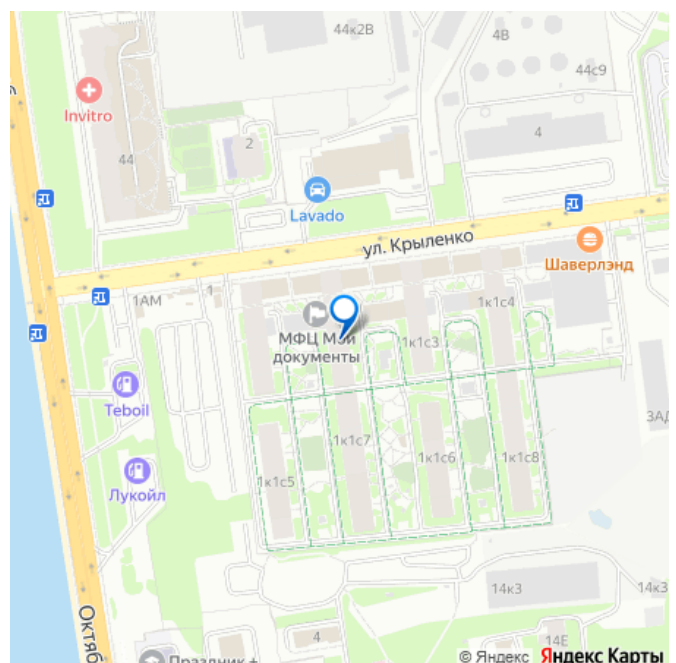 44к2В
4В
44с9
Invitro
2
44
4
Lavado
ул. Крыленко
Шаверлэнд
1АМ
1
1к1с4
МФЦ Мои
документы
1к1с3
Teboil
ЗАД
1к1с7
1к1с6
1к1с8
1к1с5
Лукойл
14к3
14к3
Октяб
4
14Е
Праздник +
© Яндекс Яндекс Карты